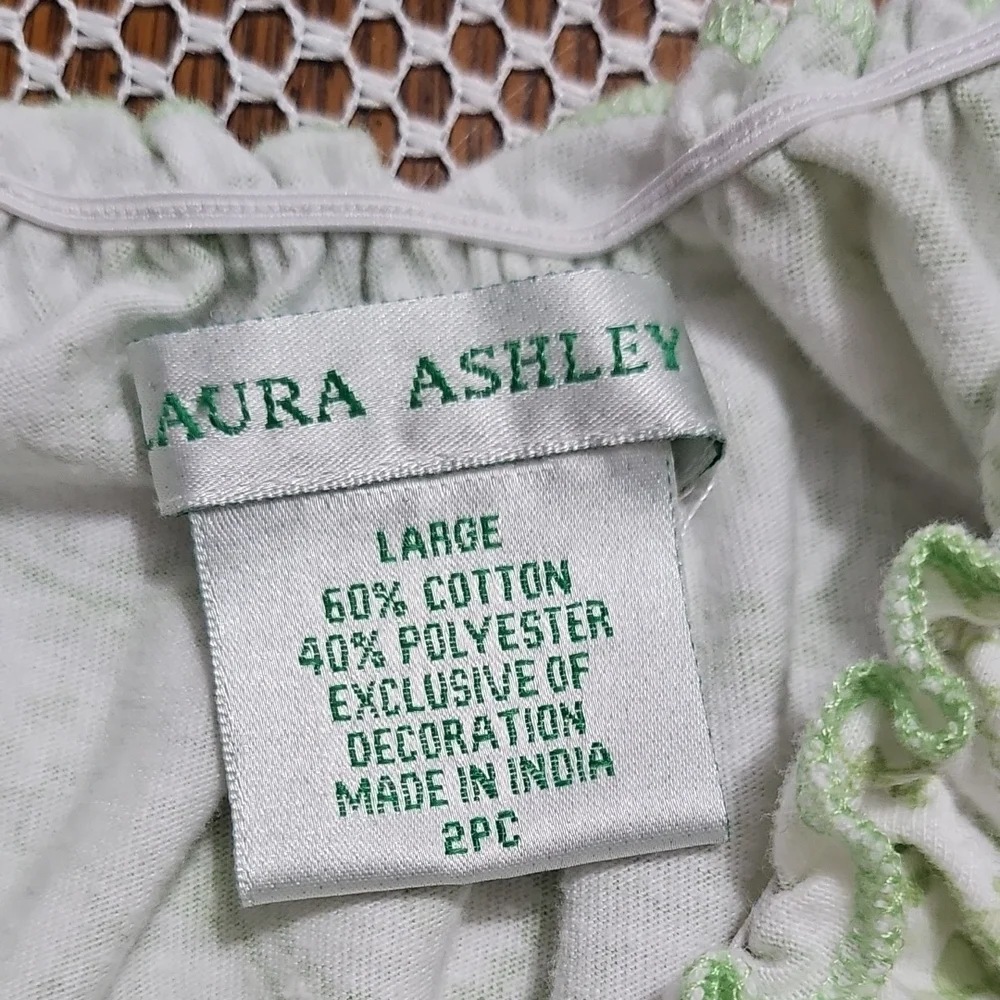 LAURA ASHLEY
LARGE
60% COTTON
40% POLYESTER
EXCLUSIVE OF
DECORATION
MADE IN INDIA
2PC